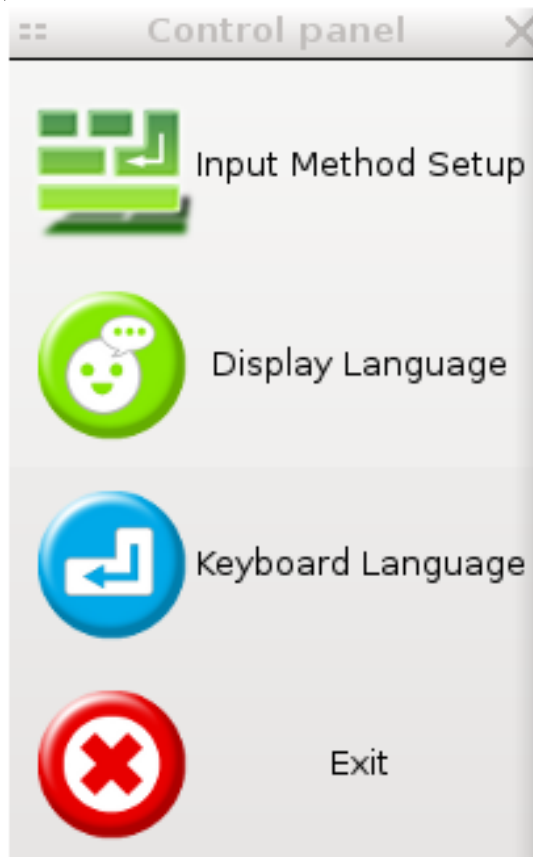 Control panel
Input Method Setup
Display Language
Keyboard Language
Exit